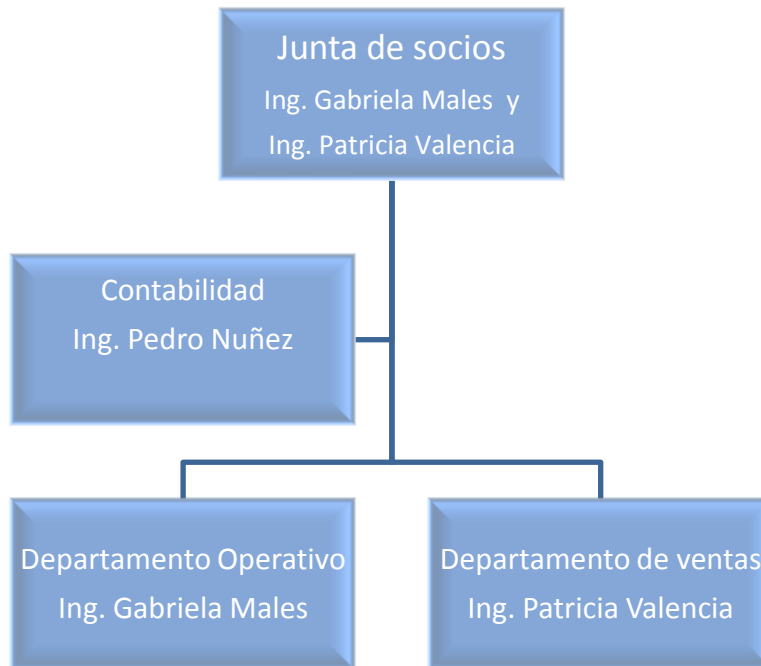 Junta de socios
Ing. Gabriela Males y
Ing. Patricia Valencia
Contabilidad
Ing. Pedro Nuñez
Departamento Operativo
Ing. Gabriela Males
Departamento de ventas
Ing. Patricia Valencia